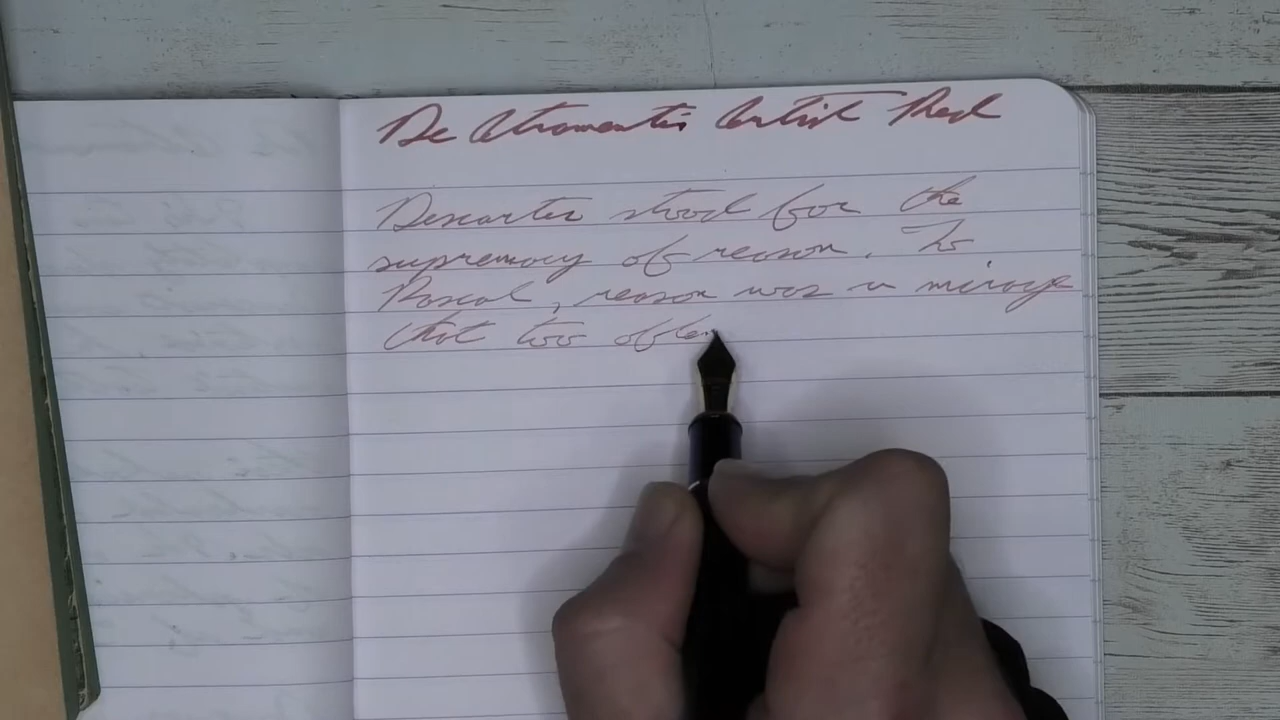 De Atramentis Artist Red
Descartes stood for the
supremacy of reason. To
Pascal, reason was a mirage
that too often